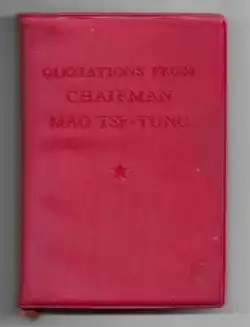 QUOTATIONS FROM
CHAIRMAN
MAO TSE-TUNG